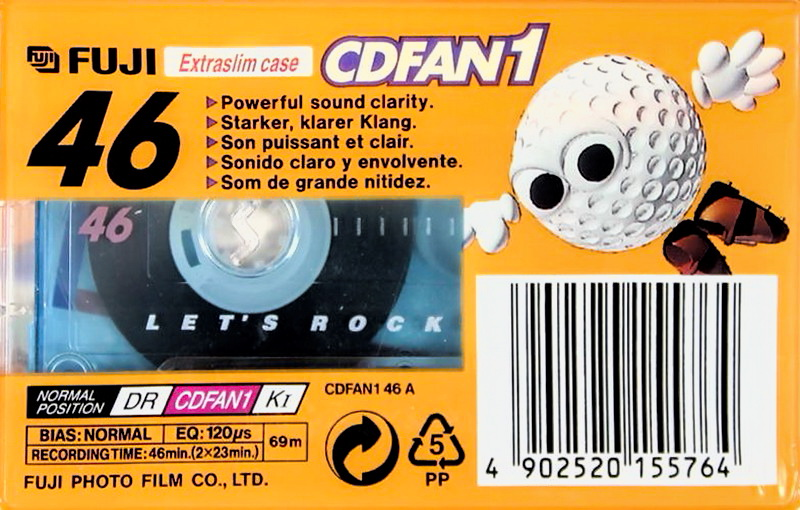 FUJI FUJI Extraslim case CDFAN1
46
Powerful sound clarity.
Starker, klarer Klang.
Son puissant et clair.
Sonido claro y envolvente.
Som de grande nitidez.
46
LET'S ROCK
NORMAL POSITION DR CDFAN1 KI
CDFAN1 46 A
BIAS:NORMAL EQ:120µs 69m
RECORDING TIME:46min.(2×23min.)
FUJI PHOTO FILM CO., LTD.
5
PP
4 902520 155764